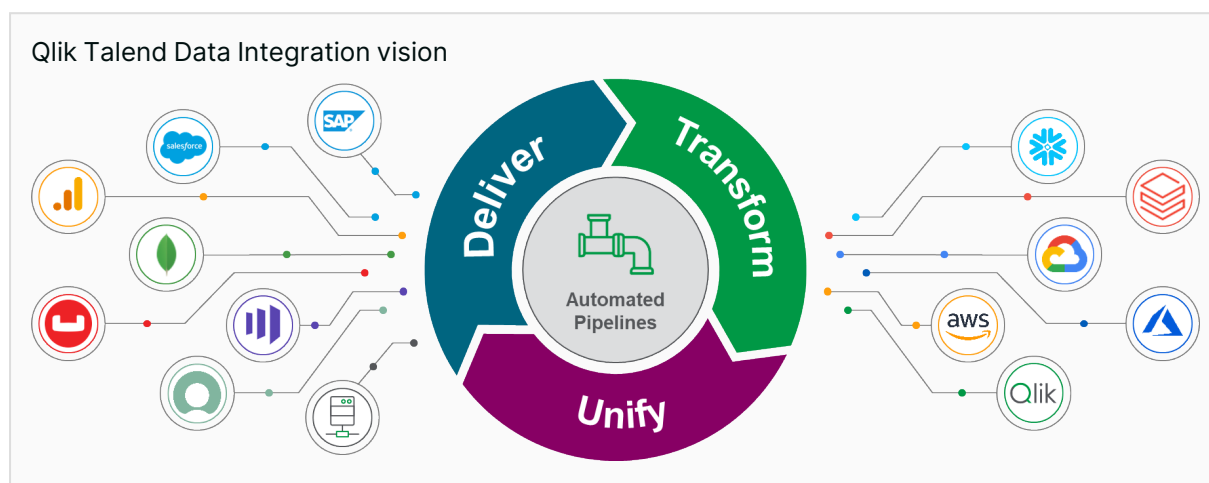 Qlik Talend Data Integration vision
SAP
salesforce
Deliver
Transform
Automated
Pipelines
Unify
aws
Qlik